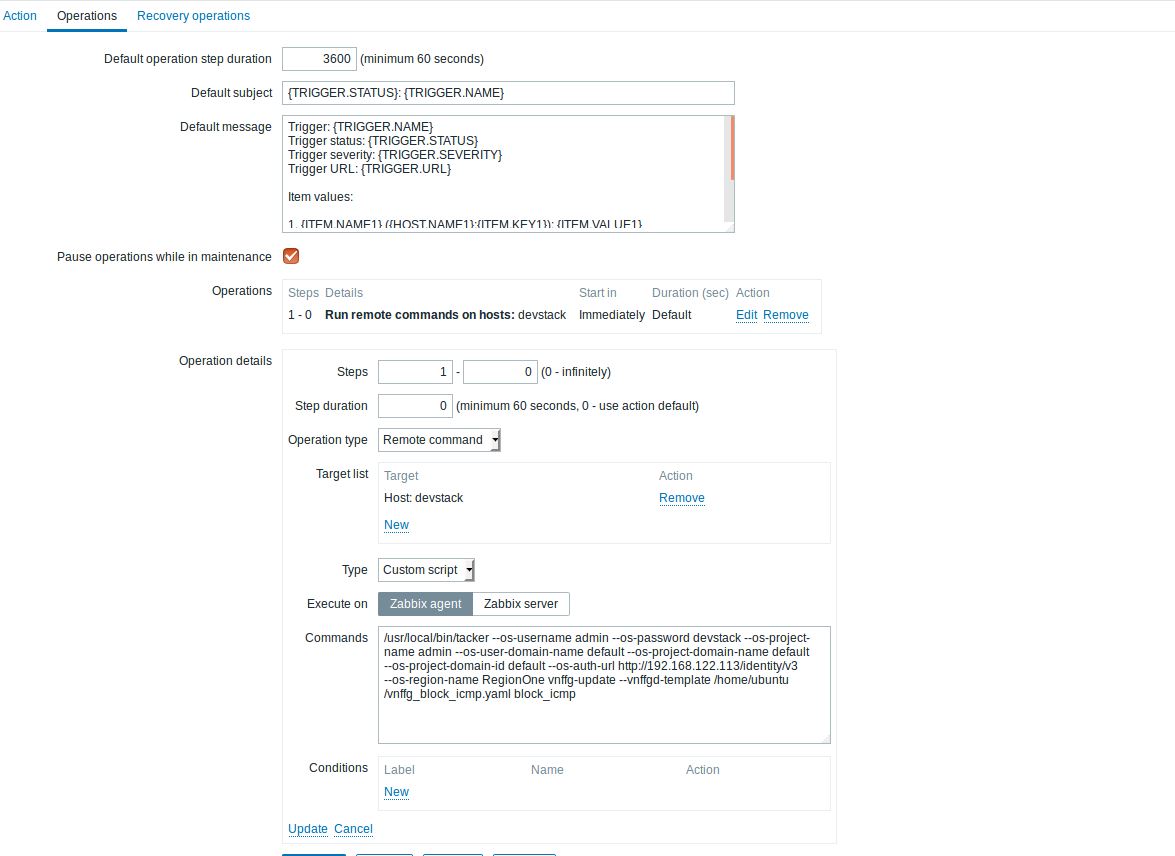 Action Operations Recovery operations
Default operation step duration 3600 (minimum 60 seconds)
Default subject {TRIGGER.STATUS}: {TRIGGER.NAME}
Default message Trigger: {TRIGGER.NAME}
Trigger status: {TRIGGER.STATUS}
Trigger severity: {TRIGGER.SEVERITY}
Trigger URL: {TRIGGER.URL}
Item values:
1. {ITEM.NAME1} ({HOST.NAME1}:{ITEM.KEY1}): {ITEM.VALUE1}
Pause operations while in maintenance
Operations Steps Details Start in Duration (sec) Action
1 - 0 Run remote commands on hosts: devstack Immediately Default Edit Remove
Operation details
Steps 1 - 0 (0 - infinitely)
Step duration 0 (minimum 60 seconds, 0 - use action default)
Operation type Remote command
Target list Target Action
Host: devstack Remove
New
Type Custom script
Execute on Zabbix agent Zabbix server
Commands /usr/local/bin/tacker --os-username admin --os-password devstack --os-project-
name admin --os-user-domain-name default --os-project-domain-name default
--os-project-domain-id default --os-auth-url http://192.168.122.113/identity/v3
--os-region-name RegionOne vnffg-update --vnffgd-template /home/ubuntu
/vnffg_block_icmp.yaml block_icmp
Conditions Label Name Action
New
Update Cancel